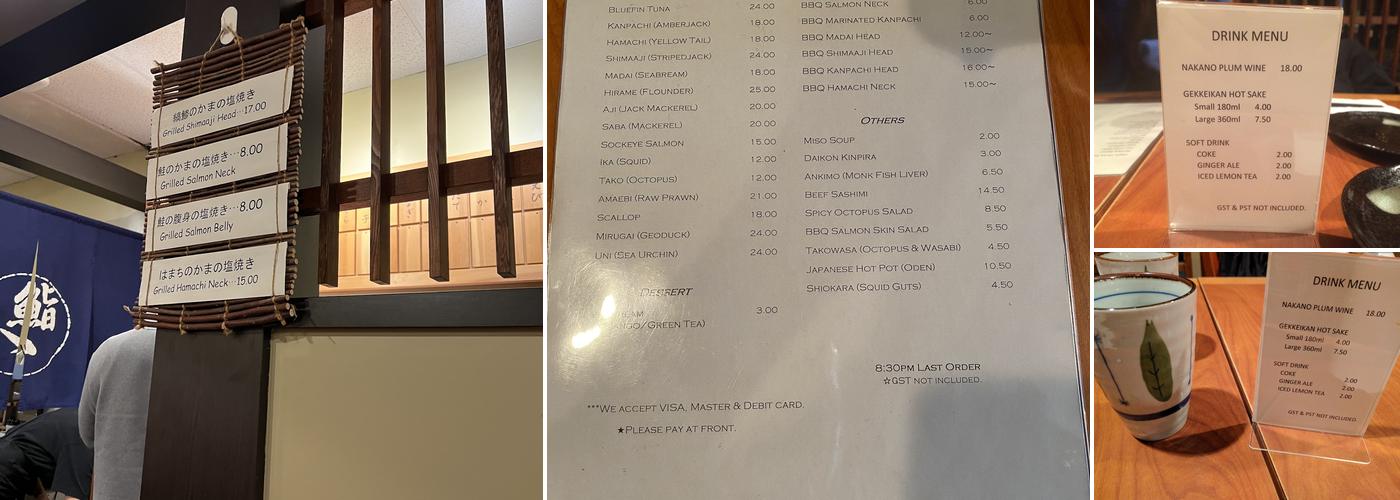 縞鯵のかまの塩焼き
Grilled Shimaaji Head…17.00
鮭のかまの塩焼き…8.00
Grilled Salmon Neck
鮭の腹身の塩焼き…8.00
Grilled Salmon Belly
はまちのかまの塩焼き
Grilled Hamachi Neck…15.00
鮨
BLUEFIN TUNA 24.00
KANPACHI (AMBERJACK) 18.00
HAMACHI (YELLOW TAIL) 18.00
SHIMAAJI (STRIPEDJACK) 24.00
MADAI (SEABREAM) 18.00
HIRAME (FLOUNDER) 25.00
AJI (JACK MACKEREL) 20.00
SABA (MACKEREL) 20.00
SOCKEYE SALMON 15.00
IKA (SQUID) 12.00
TAKO (OCTOPUS) 12.00
AMAEBI (RAW PRAWN) 21.00
SCALLOP 18.00
MIRUGAI (GEODUCK) 24.00
UNI (SEA URCHIN) 24.00
DESSERT
3.00
/GREEN TEA)
BBQ SALMON NECK 6.00
BBQ MARINATED KANPACHI 6.00
BBQ MADAI HEAD 12.00~
BBQ SHIMAAJI HEAD 15.00~
BBQ KANPACHI HEAD 16.00~
BBQ HAMACHI NECK 15.00~
OTHERS
MISO SOUP 2.00
DAIKON KINPIRA 3.00
ANKIMO (MONK FISH LIVER) 6.50
BEEF SASHIMI 14.50
SPICY OCTOPUS SALAD 8.50
BBQ SALMON SKIN SALAD 5.50
TAKOWASA (OCTOPUS & WASABI) 4.50
JAPANESE HOT POT (ODEN) 10.50
SHIOKARA (SQUID GUTS) 4.50
8:30PM LAST ORDER
☆GST NOT INCLUDED.
***WE ACCEPT VISA, MASTER & DEBIT CARD.
★PLEASE PAY AT FRONT.
DRINK MENU
NAKANO PLUM WINE 18.00
GEKKEIKAN HOT SAKE
Small 180ml 4.00
Large 360ml 7.50
SOFT DRINK
COKE 2.00
GINGER ALE 2.00
ICED LEMON TEA 2.00
GST & PST NOT INCLUDED.
DRINK MENU
NAKANO PLUM WINE 18.00
GEKKEIKAN HOT SAKE
Small 180ml 4.00
Large 360ml 7.50
SOFT DRINK
COKE 2.00
GINGER ALE 2.00
ICED LEMON TEA 2.00
GST & PST NOT INCLUDED.